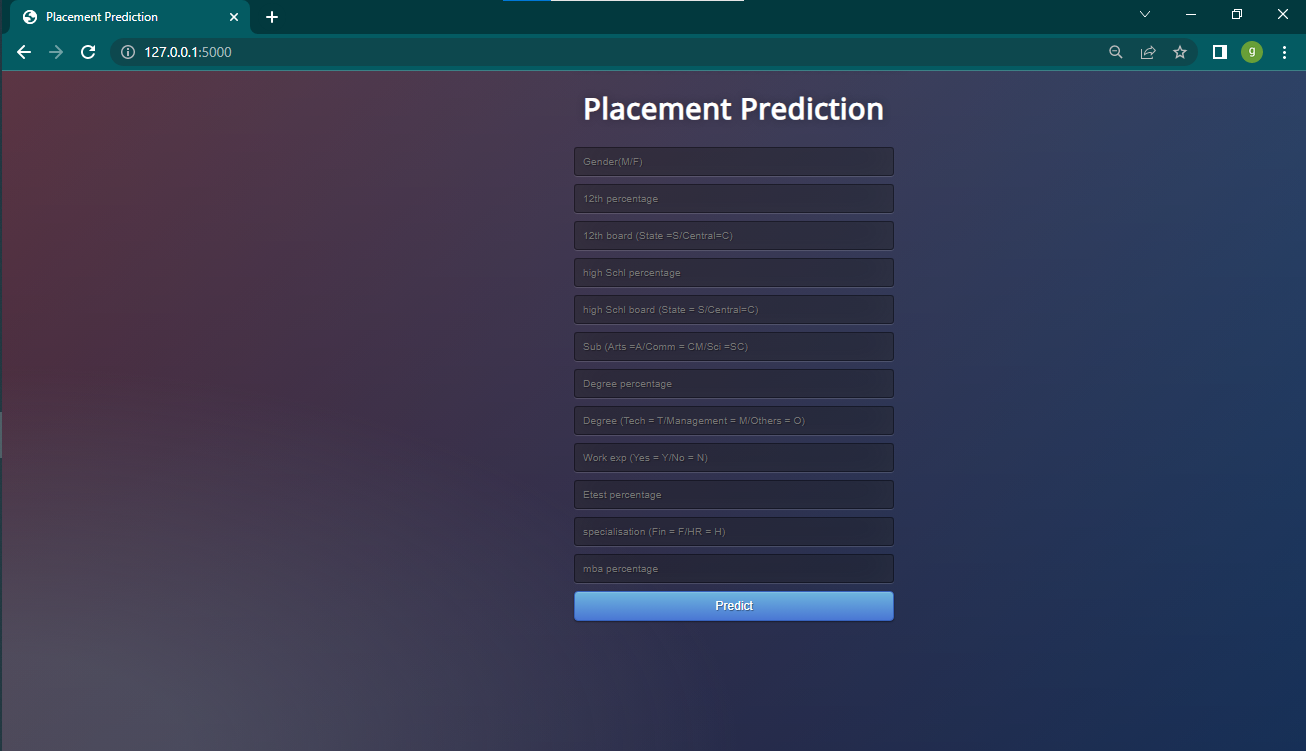 Placement Prediction
127.0.0.1:5000
g
Placement Prediction
Gender(M/F)
12th percentage
12th board (State =S/Central=C)
high Schl percentage
high Schl board (State = S/Central=C)
Sub (Arts =A/Comm = CM/Sci =SC)
Degree percentage
Degree (Tech = T/Management = M/Others = O)
Work exp (Yes = Y/No = N)
Etest percentage
specialisation (Fin = F/HR = H)
mba percentage
Predict